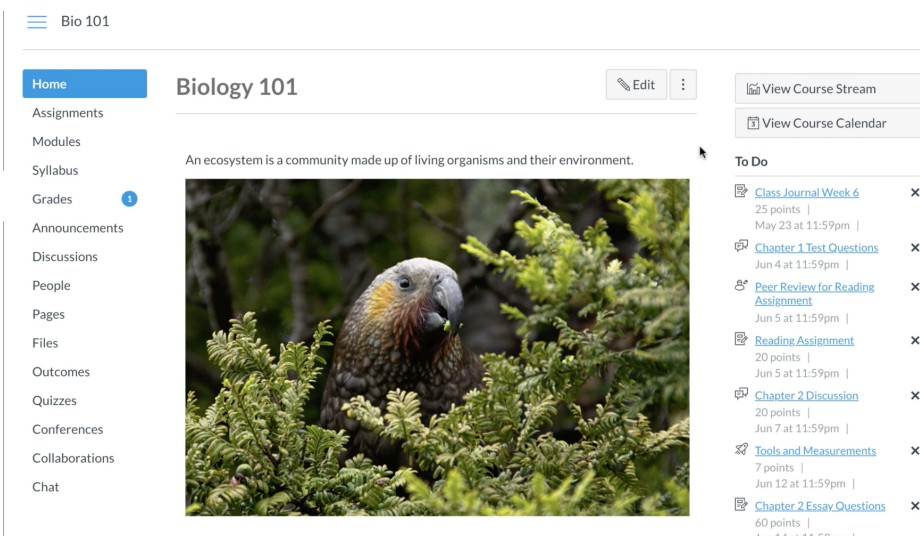 Bio 101
Home
Assignments
Modules
Syllabus
Grades 1
Announcements
Discussions
People
Pages
Files
Outcomes
Quizzes
Conferences
Collaborations
Chat
Biology 101
Edit
An ecosystem is a community made up of living organisms and their environment.
View Course Stream
View Course Calendar
To Do
Class Journal Week 6
25 points |
May 23 at 11:59pm |
Chapter 1 Test Questions
Jun 4 at 11:59pm |
Peer Review for Reading
Assignment
Jun 5 at 11:59pm |
Reading Assignment
20 points |
Jun 5 at 11:59pm |
Chapter 2 Discussion
20 points |
Jun 7 at 11:59pm |
Tools and Measurements
7 points |
Jun 12 at 11:59pm |
Chapter 2 Essay Questions
60 points |